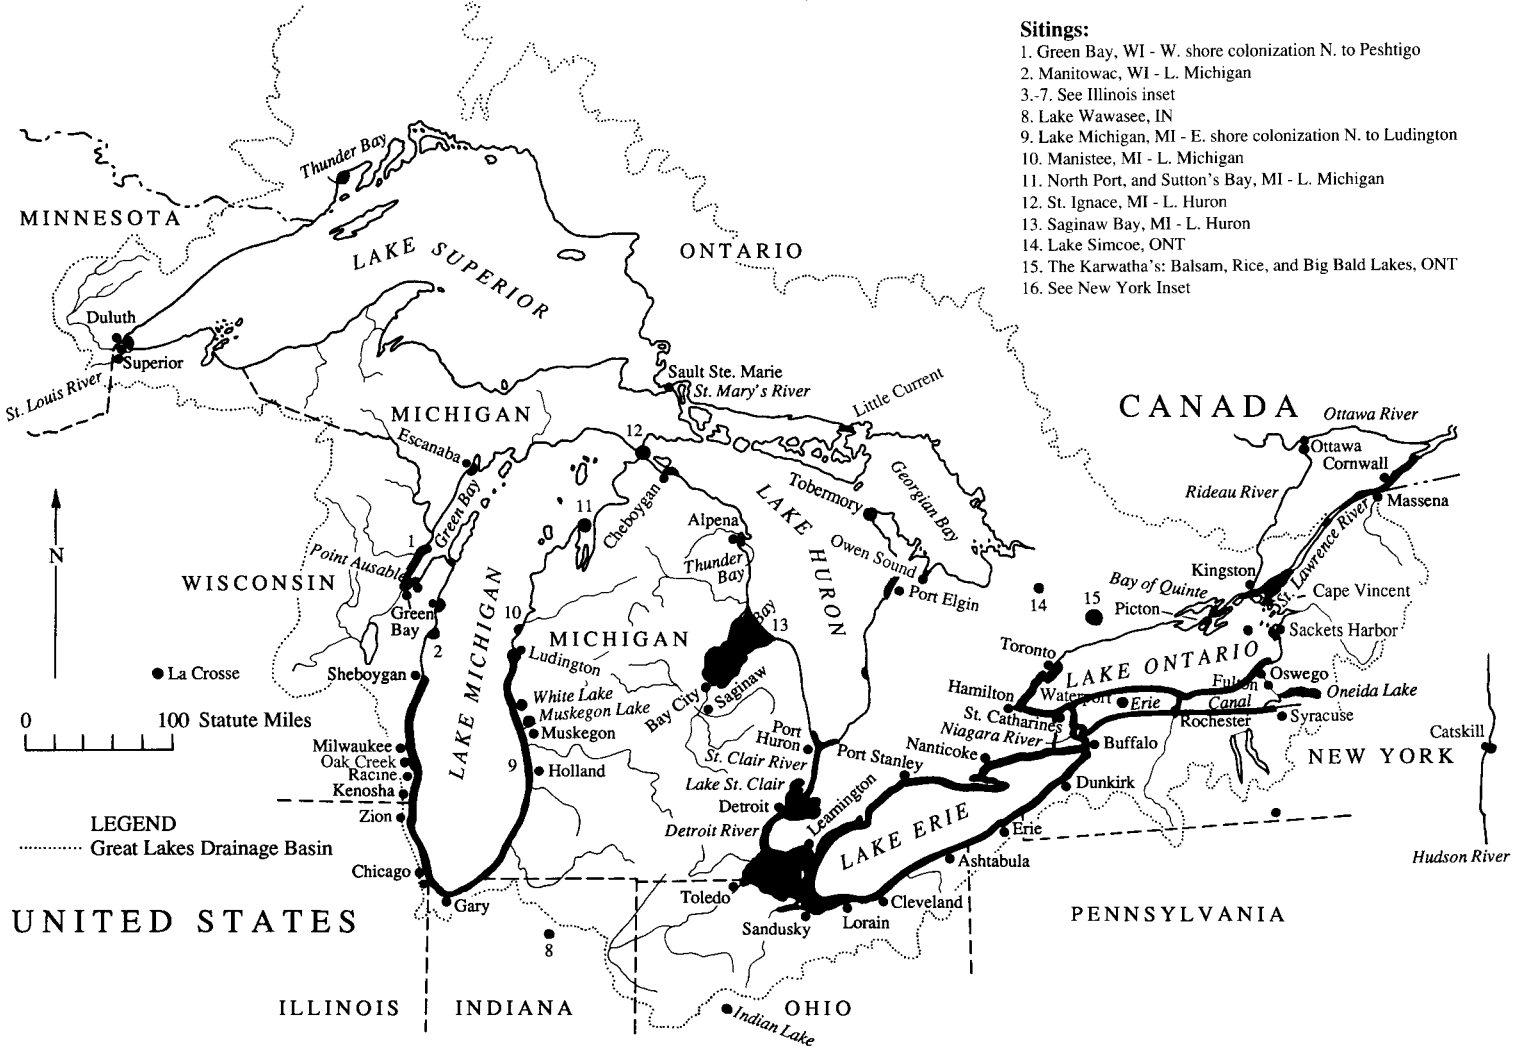 Sitings:
1. Green Bay, WI - W. shore colonization N. to Peshtigo
2. Manitowac, WI - L. Michigan
3.-7. See Illinois inset
8. Lake Wawasee, IN
9. Lake Michigan, MI - E. shore colonization N. to Ludington
10. Manistee, MI - L. Michigan
11. North Port, and Sutton's Bay, MI - L. Michigan
12. St. Ignace, MI - L. Huron
13. Saginaw Bay, MI - L. Huron
14. Lake Simcoe, ONT
15. The Karwatha's: Balsam, Rice, and Big Bald Lakes, ONT
16. See New York Inset
Thunder Bay
MINNESOTA
LAKE SUPERIOR
ONTARIO
Duluth
Superior
St. Louis River
Sault Ste. Marie
St. Mary's River
Little Current
MICHIGAN
CANADA
Ottawa River
Escanaba
12
Ottawa
Cornwall
Georgian Bay
Tobermory
Rideau River
Massena
Green Bay
11
Cheboygan
LAKE HURON
Alpena
Thunder Bay
Owen Sound
St. Lawrence River
N
1
Point Ausable
WISCONSIN
Kingston
Bay of Quinte
Cape Vincent
Port Elgin
14
15
Picton
Green
Bay
10
MICHIGAN
Bay
13
Sackets Harbor
2
LAKE MICHIGAN
Ludington
Toronto
LAKE ONTARIO
La Crosse
Sheboygan
Saginaw
Bay City
Hamilton
Waterport
Erie
Fulton
Canal
Oswego
Oneida Lake
White Lake
Muskegon Lake
Muskegon
0 100 Statute Miles
St. Catharines
Niagara River
Rochester
Syracuse
Catskill
Port
Huron
St. Clair River
Port Stanley
Nanticoke
Buffalo
NEW YORK
Milwaukee
Oak Creek
Racine
Kenosha
9
Holland
Lake St. Clair
Leamington
Dunkirk
Detroit
Detroit River
Zion
LEGEND
Great Lakes Drainage Basin
LAKE ERIE
Erie
Ashtabula
Hudson River
Chicago
Gary
Toledo
Cleveland
Lorain
Sandusky
UNITED STATES
PENNSYLVANIA
8
ILLINOIS
INDIANA
OHIO
Indian Lake